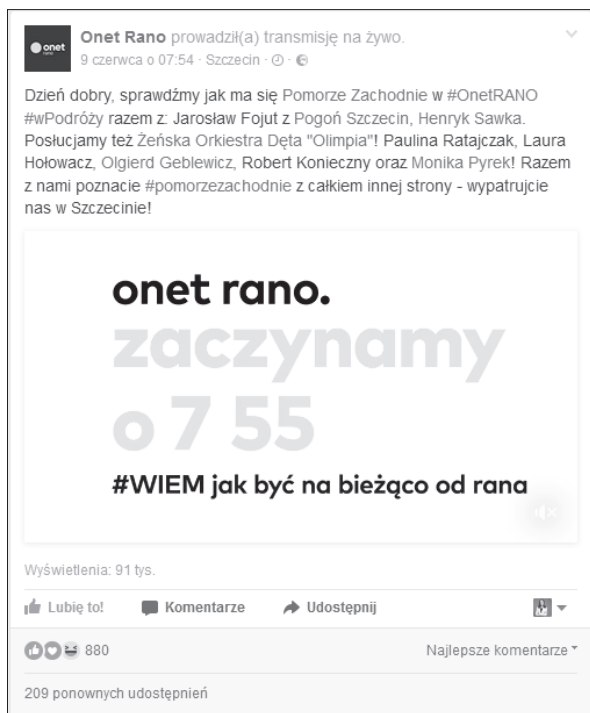 onet
rano
Onet Rano prowadził(a) transmisję na żywo.
9 czerwca o 07:54 · Szczecin ·
Dzień dobry, sprawdźmy jak ma się Pomorze Zachodnie w #OnetRANO
#wPodróży razem z: Jarosław Fojut z Pogoń Szczecin, Henryk Sawka.
Posłucjamy też Żeńska Orkiestra Dęta "Olimpia"! Paulina Ratajczak, Laura
Hołowacz, Olgierd Geblewicz, Robert Konieczny oraz Monika Pyrek! Razem
z nami poznacie #pomorzezachodnie z całkiem innej strony - wypatrujcie
nas w Szczecinie!
onet rano.
zaczynamy
o 7 55
#WIEM jak być na bieżąco od rana
Wyświetlenia: 91 tys.
Lubię to! Komentarze Udostępnij
880 Najlepsze komentarze
209 ponownych udostępnień